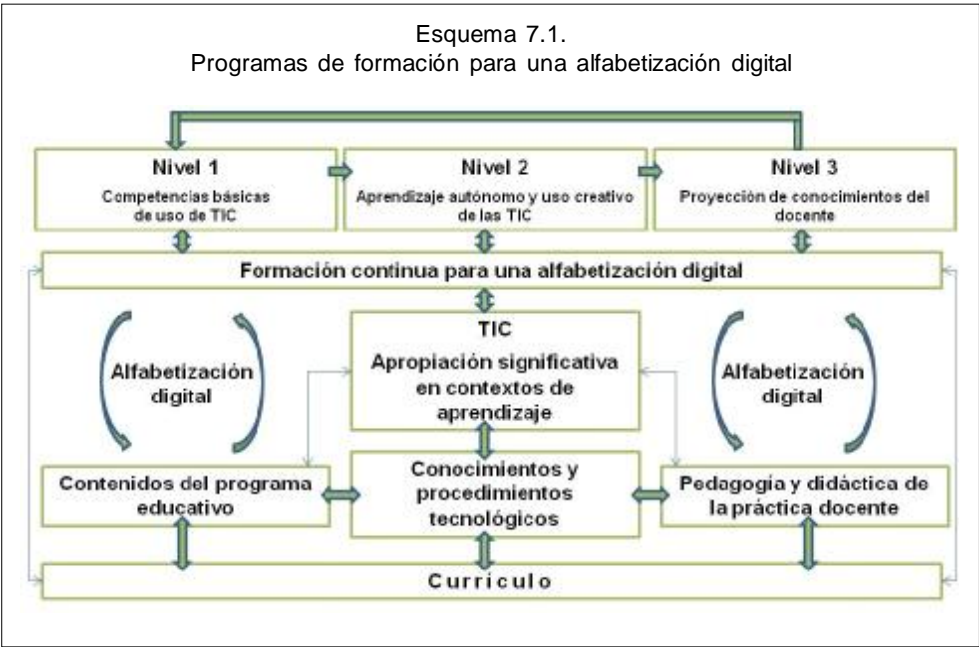 Esquema 7.1.
Programas de formación para una alfabetización digital
Nivel 1
Competencias básicas
de uso de TIC
Nivel 2
Aprendizaje autónomo y uso creativo
de las TIC
Nivel 3
Proyección de conocimientos del
docente
Formación continua para una alfabetización digital
TIC
Apropiación significativa
en contextos de
aprendizaje
Alfabetización
digital
Alfabetización
digital
Contenidos del programa
educativo
Conocimientos y
procedimientos
tecnológicos
Pedagogía y didáctica de
la práctica docente
Currículo